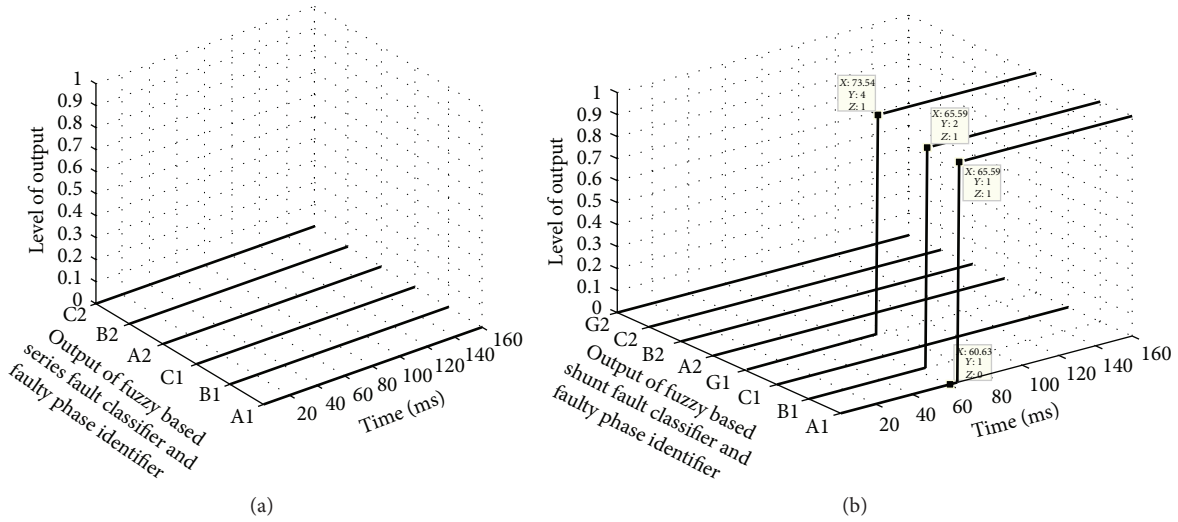 1
0.9
0.8
0.7
0.6
0.5
0.4
0.3
0.2
0.1
0
Level of output
C2
B2
A2
C1
B1
A1
Output of fuzzy based
series fault classifier and
faulty phase identifier
20
40
60
80
100
120
140
160
Time (ms)
(a)
1
0.9
0.8
0.7
0.6
0.5
0.4
0.3
0.2
0.1
0
Level of output
G2
C2
B2
A2
G1
C1
B1
A1
Output of fuzzy based
shunt fault classifier and
faulty phase identifier
20
40
60
80
100
120
140
160
Time (ms)
X: 73.54
Y: 4
Z: 1
X: 65.59
Y: 2
Z: 1
X: 65.59
Y: 1
Z: 1
X: 60.63
Y: 1
Z: 0
(b)